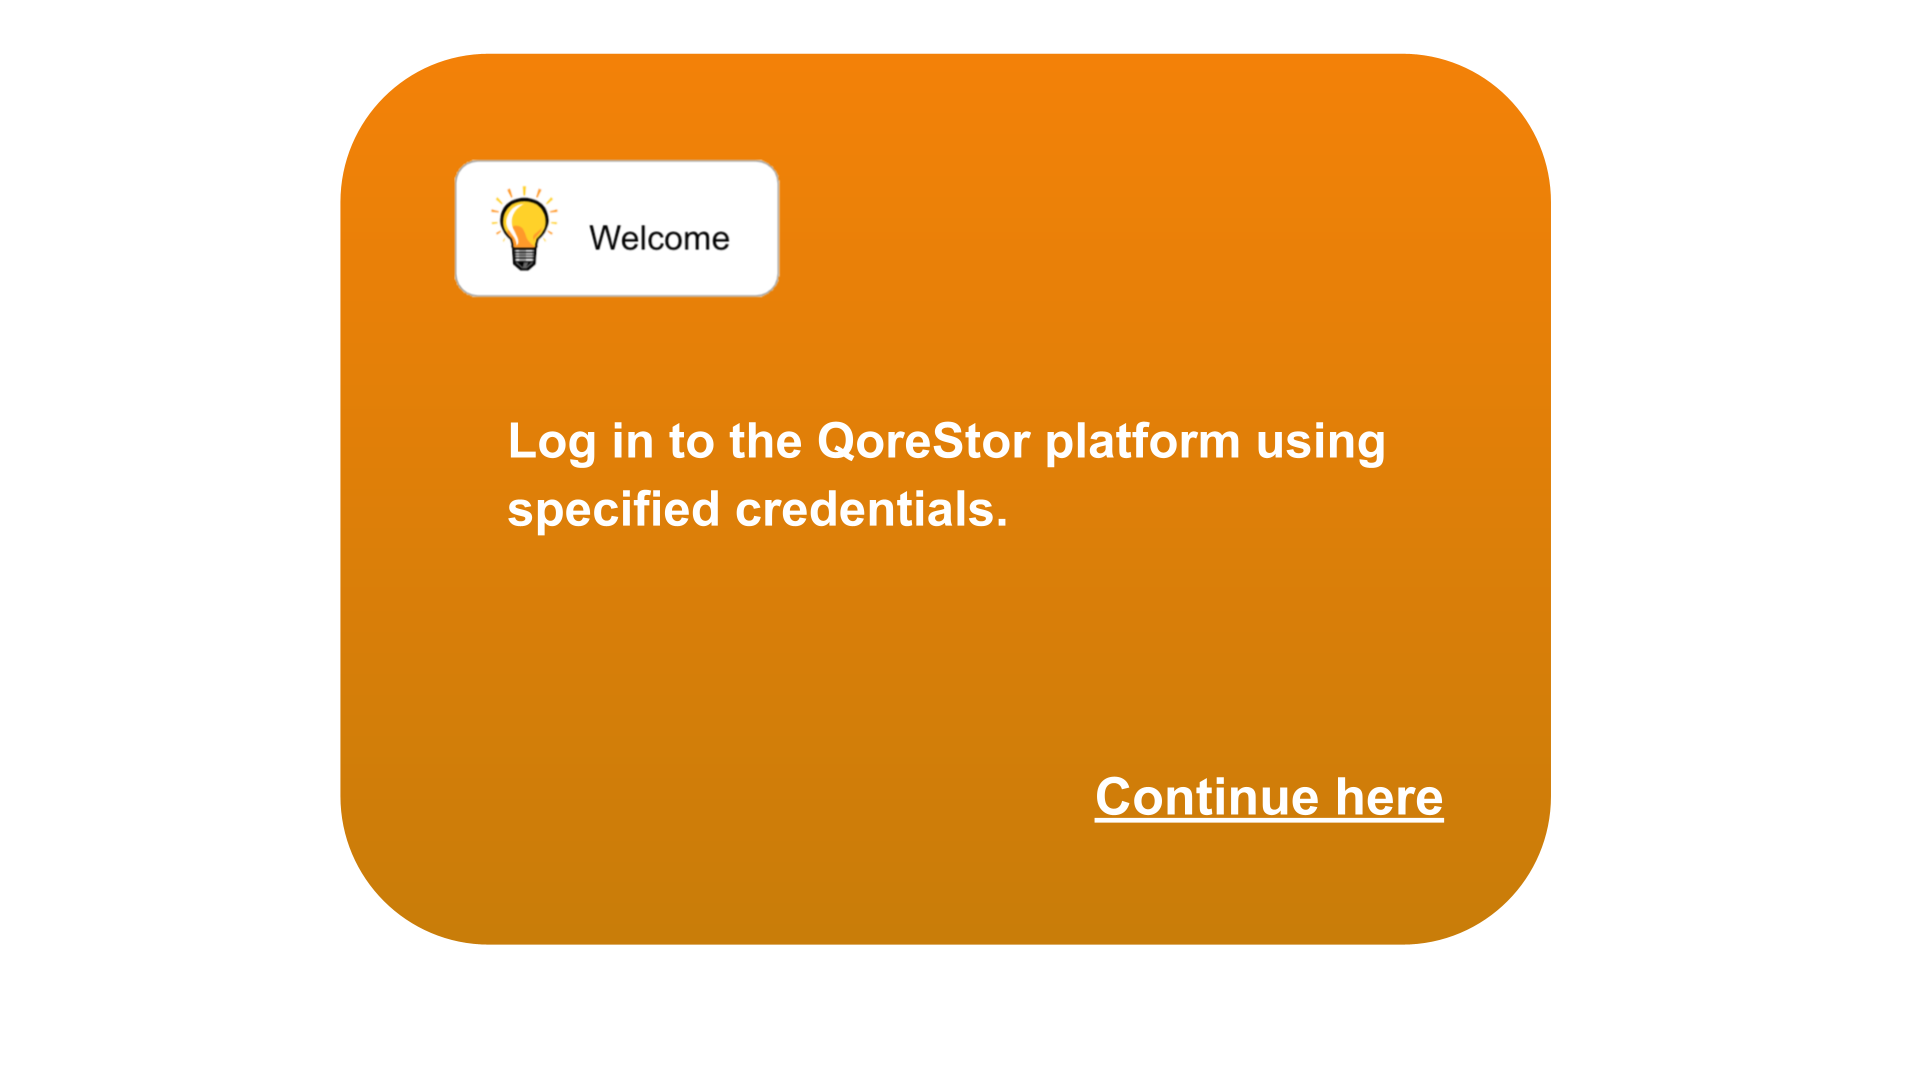 Welcome
Log in to the QoreStor platform using
specified credentials.
Continue here